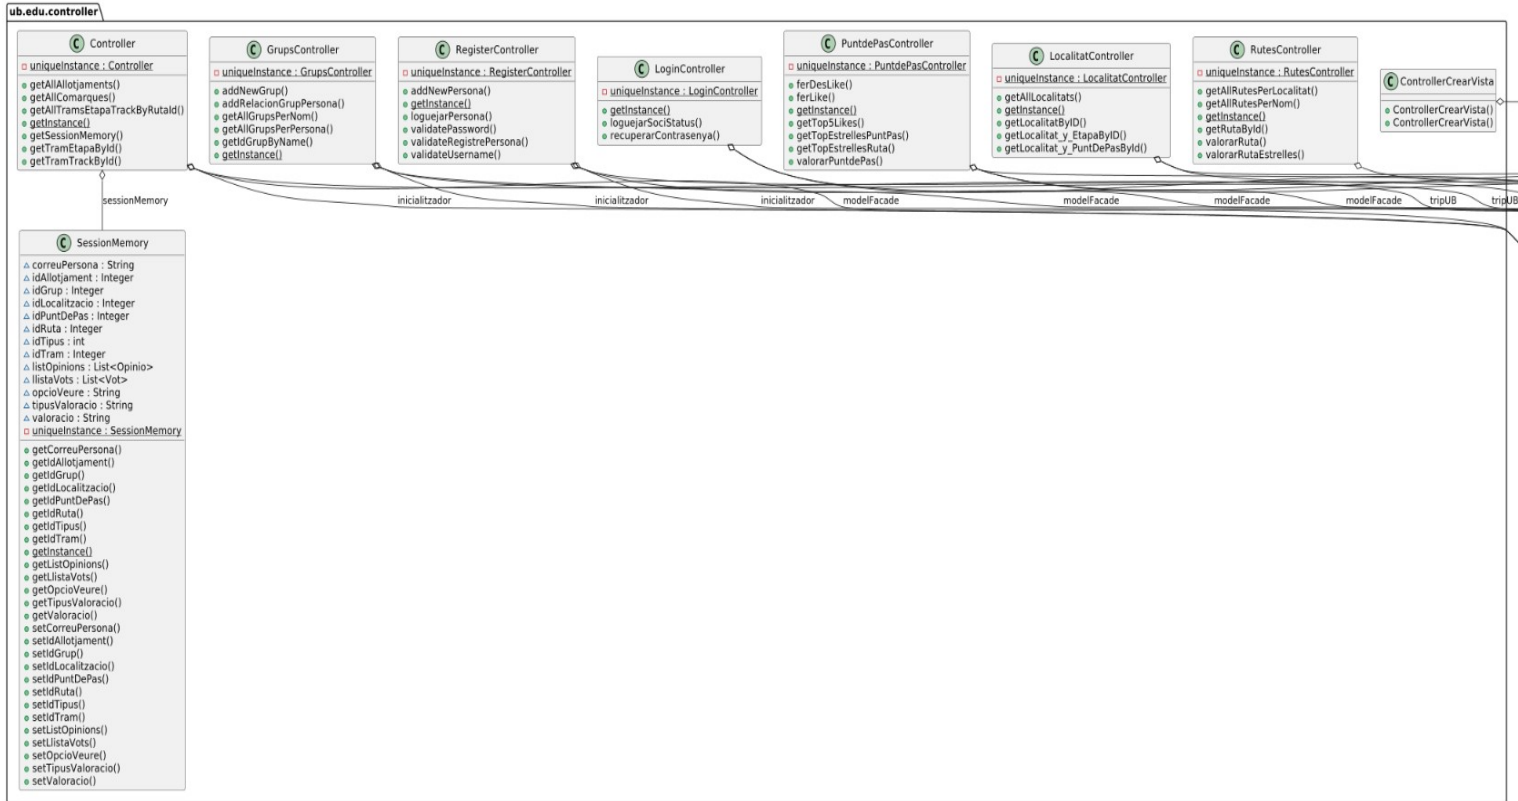 ub.edu.controller
C Controller
uniqueInstance : Controller
getAllAllotjaments()
getAllComarques()
getAllTramsEtapaTrackByRutaId()
getInstance()
getSessionMemory()
getTramEtapaById()
getTramTrackById()
C GrupsController
uniqueInstance : GrupsController
addNewGrup()
addRelacionGrupPersona()
getAllGrupsPerNom()
getAllGrupsPerPersona()
getIdGrupByName()
getInstance()
C RegisterController
uniqueInstance : RegisterController
addNewPersona()
getInstance()
loguejarPersona()
validatePassword()
validateRegistrePersona()
validateUsername()
C LoginController
uniqueInstance : LoginController
getInstance()
loguejarSociStatus()
recuperarContrasenya()
C PuntdePasController
uniqueInstance : PuntdePasController
ferDesLike()
ferLike()
getInstance()
getTop5Likes()
getTopEstrellesPuntPas()
getTopEstrellesRuta()
valorarPuntdePas()
C LocalitatController
uniqueInstance : LocalitatController
getAllLocalitats()
getInstance()
getLocalitatByID()
getLocalitat_y_EtapaByID()
getLocalitat_y_PuntDePasById()
C RutesController
uniqueInstance : RutesController
getAllRutesPerLocalitat()
getAllRutesPerNom()
getInstance()
getRutaById()
valorarRuta()
valorarRutaEstrelles()
C ControllerCrearVista
ControllerCrearVista()
ControllerCrearVista()
sessionMemory
inicialitzador
inicialitzador
inicialitzador
modelFacade
modelFacade
modelFacade
modelFacade
tripUB
tripUB
C SessionMemory
correuPersona : String
idAllotjament : Integer
idGrup : Integer
idLocalitzacio : Integer
idPuntDePas : Integer
idRuta : Integer
idTipus : int
idTram : Integer
listOpinions : List<Opinio>
llistaVots : List<Vot>
opcioVeure : String
tipusValoracio : String
valoracio : String
uniqueInstance : SessionMemory
getCorreuPersona()
getIdAllotjament()
getIdGrup()
getIdLocalitzacio()
getIdPuntDePas()
getIdRuta()
getIdTipus()
getIdTram()
getInstance()
getListOpinions()
getLlistaVots()
getOpcioVeure()
getTipusValoracio()
getValoracio()
setCorreuPersona()
setIdAllotjament()
setIdGrup()
setIdLocalitzacio()
setIdPuntDePas()
setIdRuta()
setIdTipus()
setIdTram()
setListOpinions()
setLlistaVots()
setOpcioVeure()
setTipusValoracio()
setValoracio()